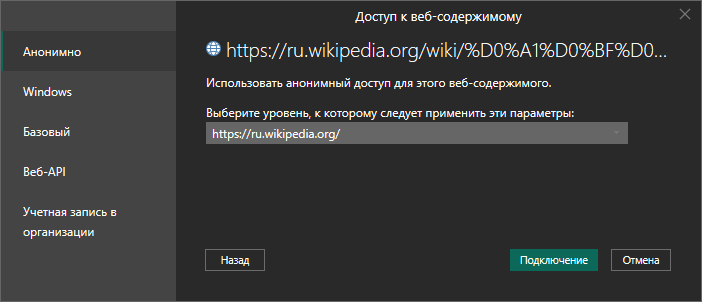 Доступ к веб-содержимому
Анонимно
Windows
Базовый
Веб-API
Учетная запись в
организации
https://ru.wikipedia.org/wiki/%D0%A1%D0%BF%D0...
Использовать анонимный доступ для этого веб-содержимого.
Выберите уровень, к которому следует применить эти параметры:
https://ru.wikipedia.org/
Назад
Подключение
Отмена